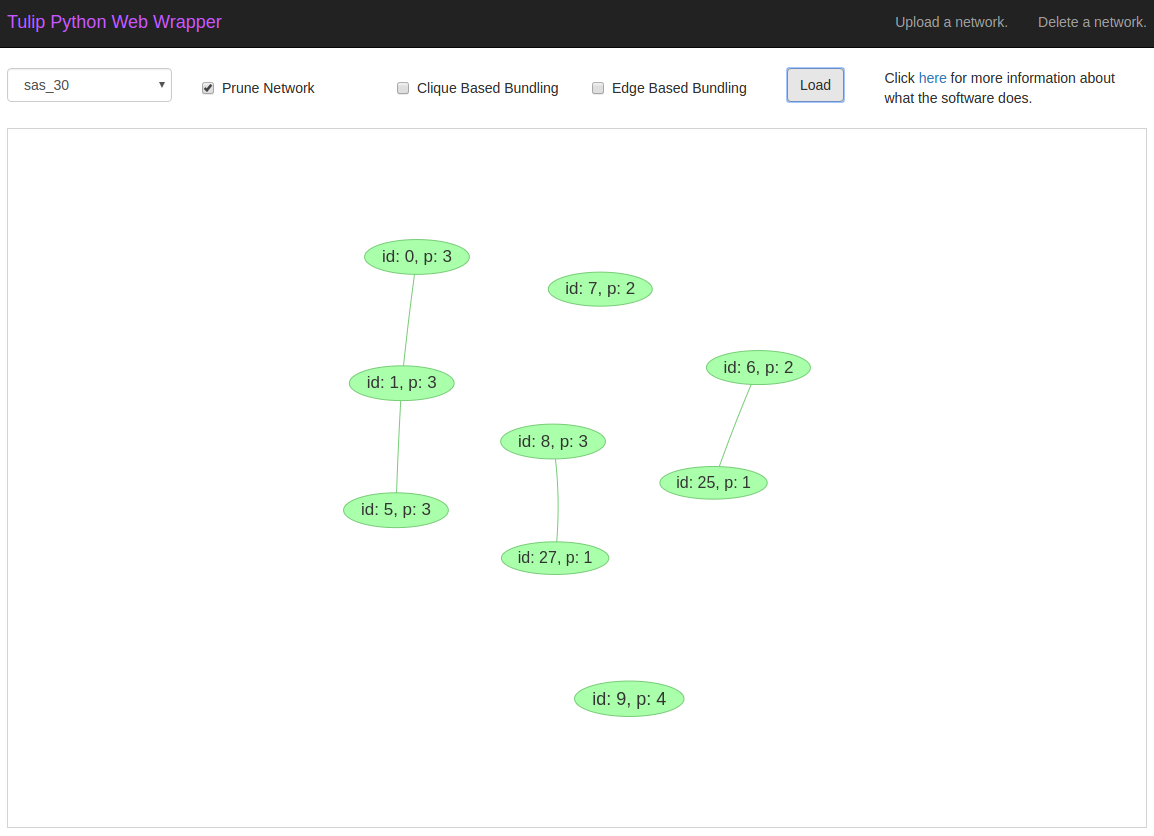 Tulip Python Web Wrapper
Upload a network.
Delete a network.
sas_30
Prune Network
Clique Based Bundling
Edge Based Bundling
Load
Click here for more information about
what the software does.
id: 0, p: 3
id: 7, p: 2
id: 6, p: 2
id: 1, p: 3
id: 8, p: 3
id: 25, p: 1
id: 5, p: 3
id: 27, p: 1
id: 9, p: 4